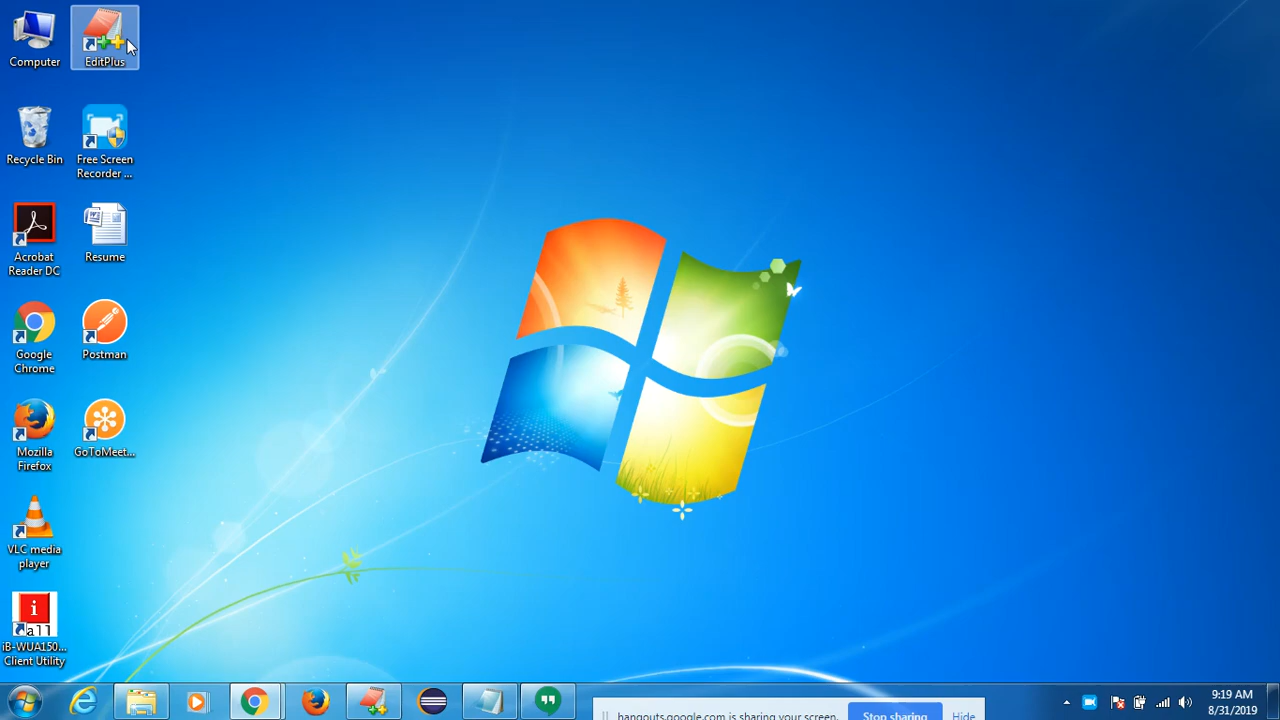 Computer
EditPlus
Recycle Bin
Free Screen
Recorder ...
Acrobat
Reader DC
Resume
Google
Chrome
Postman
Mozilla
Firefox
GoToMeet...
VLC media
player
i
all
iB-WUA150...
Client Utility
hangouts.google.com is sharing your screen.
Stop sharing
Hide
9:19 AM
8/31/2019